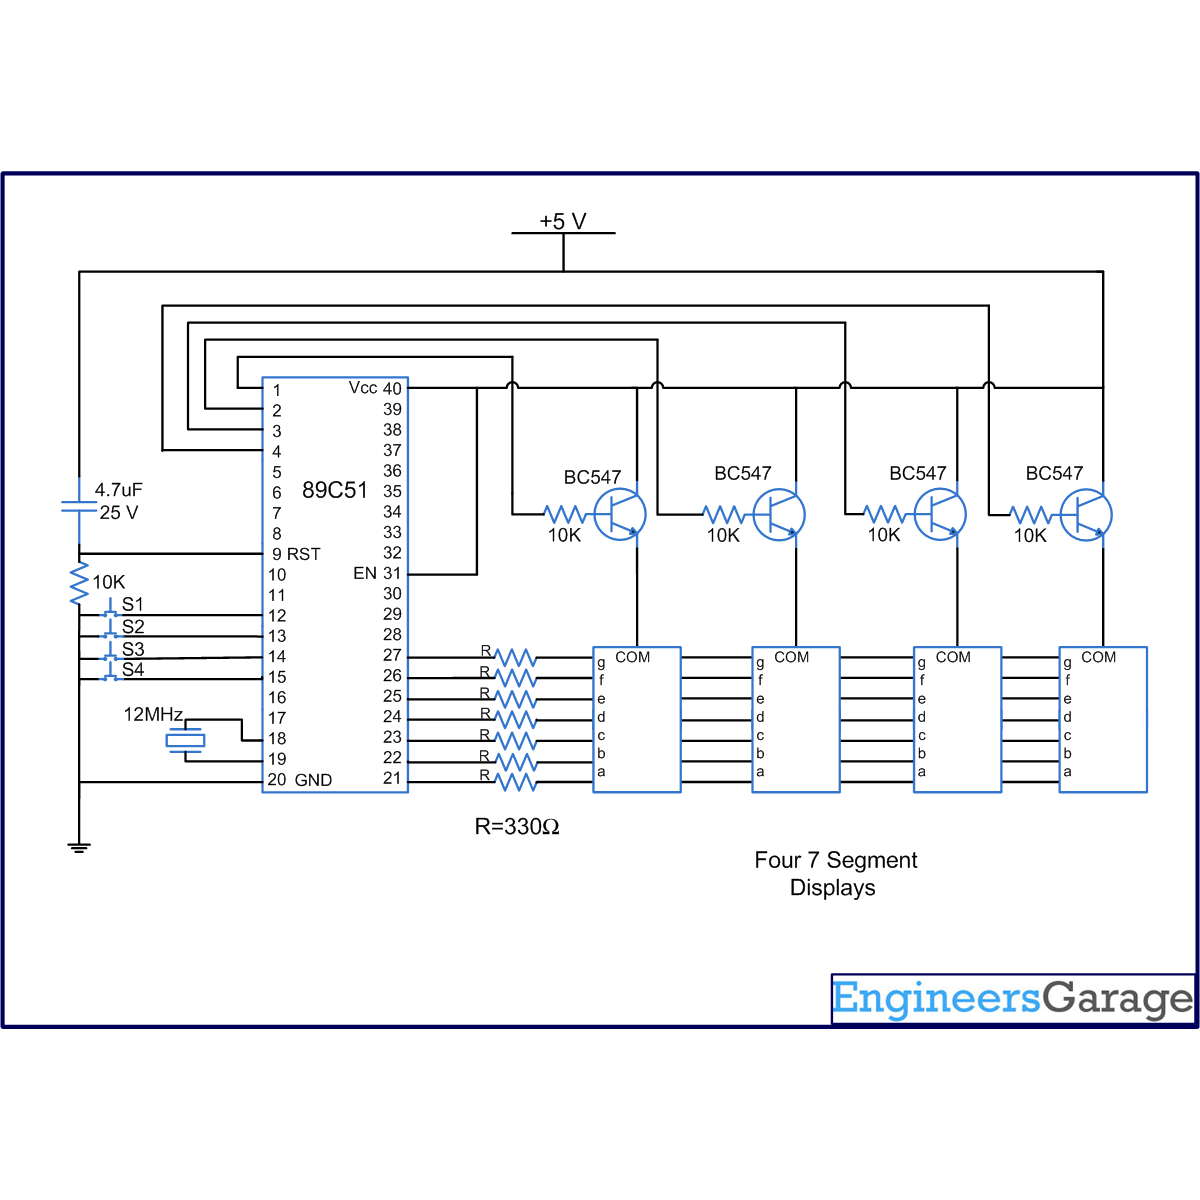 +5 V
1 Vcc 40
2 39
3 38
4 37
5 36
6 89C51 35
7 34
8 33
9 RST 32
10 EN 31
11 30
12 29
13 28
14 27
15 26
16 25
17 24
18 23
19 22
20 GND 21
4.7uF
25 V
10K
S1
S2
S3
S4
12MHz
BC547
10K
BC547
10K
BC547
10K
BC547
10K
R
R
R
R
R
R
R
R=330Ω
g COM
f
e
d
c
b
a
g COM
f
e
d
c
b
a
g COM
f
e
d
c
b
a
g COM
f
e
d
c
b
a
Four 7 Segment
Displays
EngineersGarage